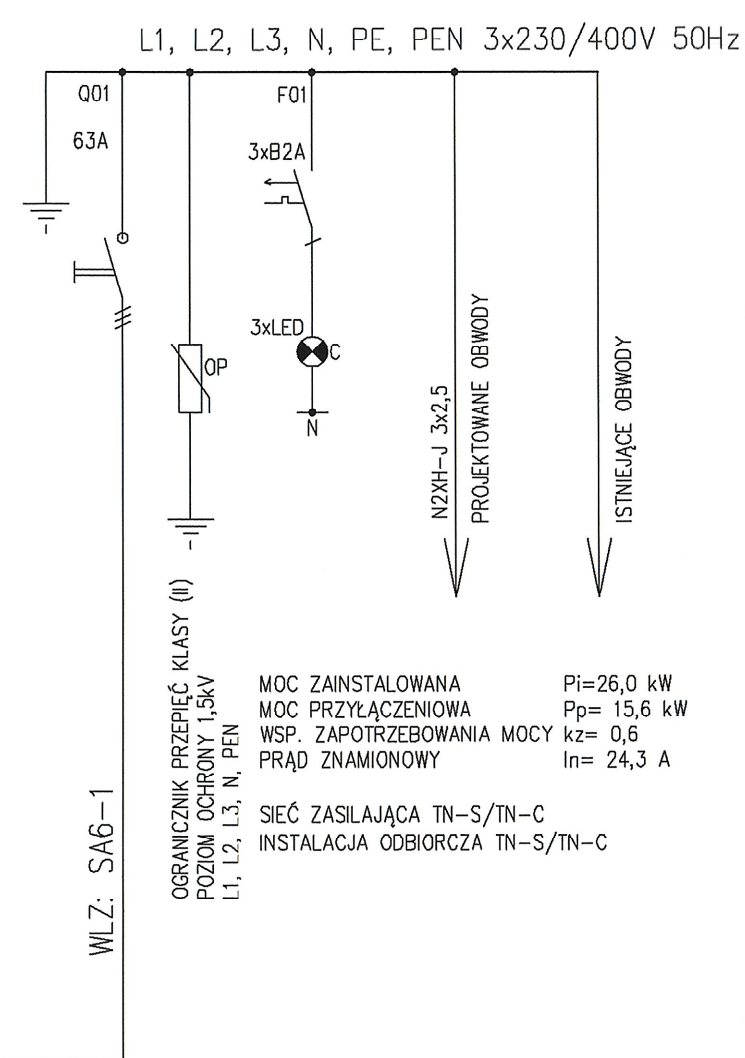 L1, L2, L3, N, PE, PEN 3x230/400V 50Hz
Q01
63A
F01
3xB2A
3xLED
C
N
OP
N2XH-J 3x2,5
PROJEKTOWANE OBWODY
ISTNIEJĄCE OBWODY
OGRANICZNIK PRZEPIĘĆ KLASY (II)
POZIOM OCHRONY 1,5kV
L1, L2, L3, N, PEN
WLZ: SA6-1
MOC ZAINSTALOWANA Pi=26,0 kW
MOC PRZYŁĄCZENIOWA Pp= 15,6 kW
WSP. ZAPOTRZEBOWANIA MOCY kz= 0,6
PRĄD ZNAMIONOWY In= 24,3 A
SIEĆ ZASILAJĄCA TN-S/TN-C
INSTALACJA ODBIORCZA TN-S/TN-C